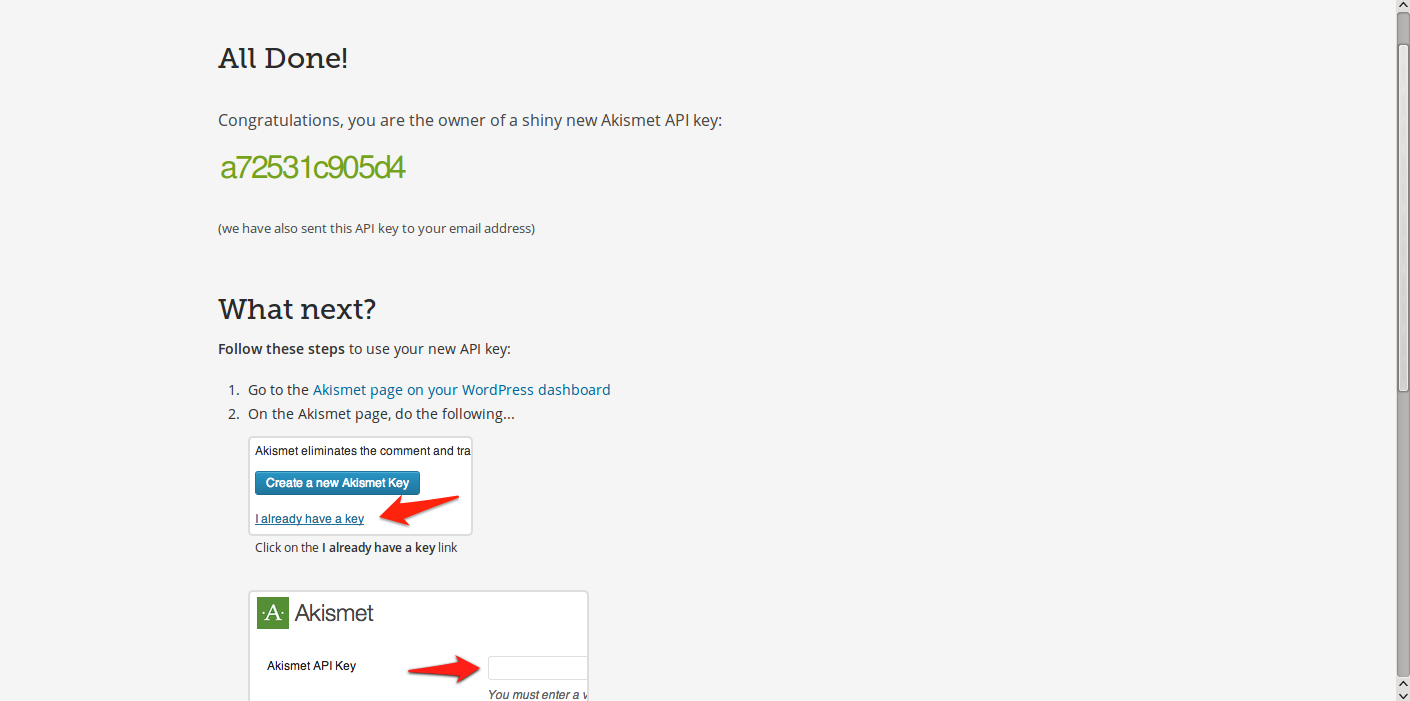 All Done!
Congratulations, you are the owner of a shiny new Akismet API key:
a72531c905d4
(we have also sent this API key to your email address)
What next?
Follow these steps to use your new API key:
1. Go to the Akismet page on your WordPress dashboard
2. On the Akismet page, do the following...
Akismet eliminates the comment and tra
Create a new Akismet Key
I already have a key
Click on the I already have a key link
·A· Akismet
Akismet API Key
You must enter a v